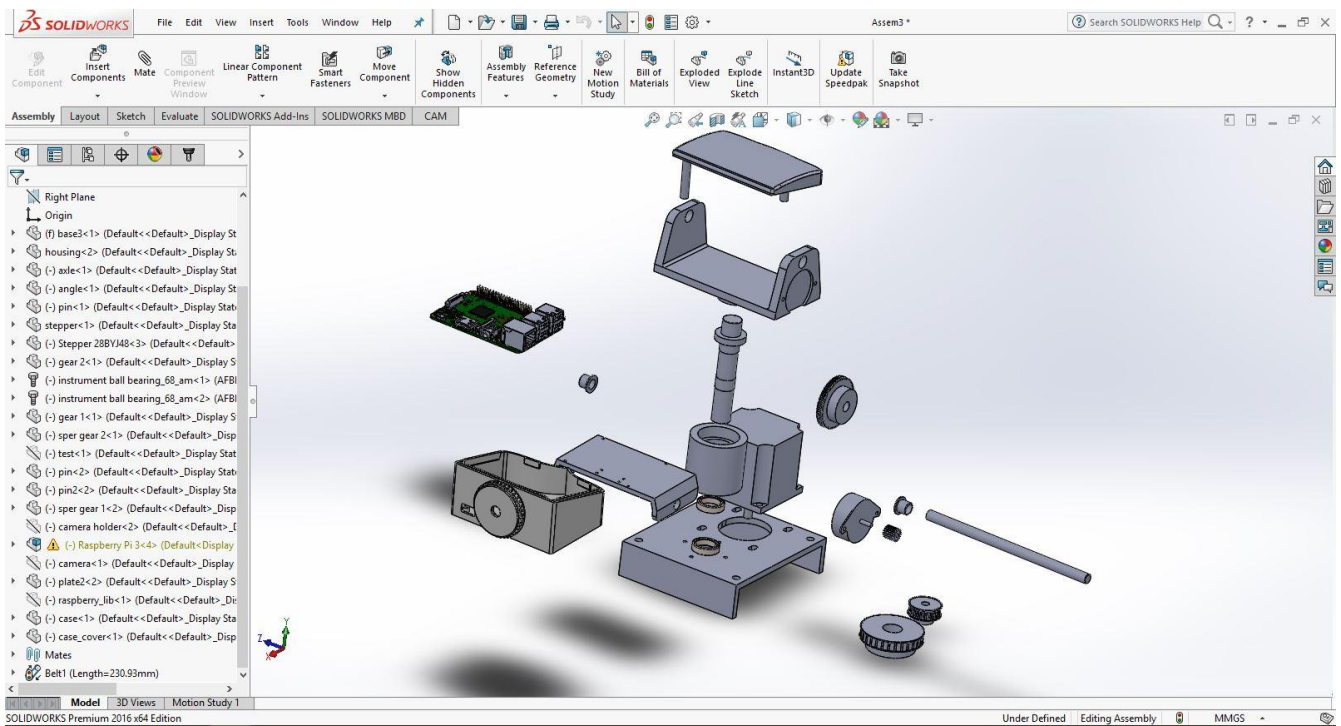 SOLIDWORKS File Edit View Insert Tools Window Help Assem3 * Search SOLIDWORKS Help ?
Edit Component
Insert Components
Mate
Component Preview Window
Linear Component Pattern
Smart Fasteners
Move Component
Show Hidden Components
Assembly Features
Reference Geometry
New Motion Study
Bill of Materials
Exploded View
Explode Line Sketch
Instant3D
Update Speedpak
Take Snapshot
Assembly Layout Sketch Evaluate SOLIDWORKS Add-Ins SOLIDWORKS MBD CAM
Right Plane
Origin
(f) base3<1> (Default<<Default>_Display St
housing<2> (Default<<Default>_Display St
(-) axle<1> (Default<<Default>_Display Stat
(-) angle<1> (Default<<Default>_Display St
(-) pin<1> (Default<<Default>_Display Stat
stepper<1> (Default<<Default>_Display Sta
(-) Stepper 28BYJ48<3> (Default<<Default>
(-) gear 2<1> (Default<<Default>_Display S
(-) instrument ball bearing_68_am<1> (AFB
(-) instrument ball bearing_68_am<2> (AFB
(-) gear 1<1> (Default<<Default>_Display S
(-) sper gear 2<1> (Default<<Default>_Disp
(-) test<1> (Default<<Default>_Display Stat
(-) pin<2> (Default<<Default>_Display Stat
(-) pin2<2> (Default<<Default>_Display Sta
(-) sper gear 1<2> (Default<<Default>_Disp
(-) camera holder<2> (Default<<Default>_
(-) Raspberry Pi 3<4> (Default<Display
(-) camera<1> (Default<<Default>_Display
(-) plate2<2> (Default<<Default>_Display S
(-) raspberry_lib<1> (Default<<Default>_Di
(-) case<1> (Default<<Default>_Display Sta
(-) case_cover<1> (Default<<Default>_Disp
Mates
Belt1 (Length=230.93mm)
Y
Z
X
Model 3D Views Motion Study 1
SOLIDWORKS Premium 2016 x64 Edition Under Defined Editing Assembly MMGS